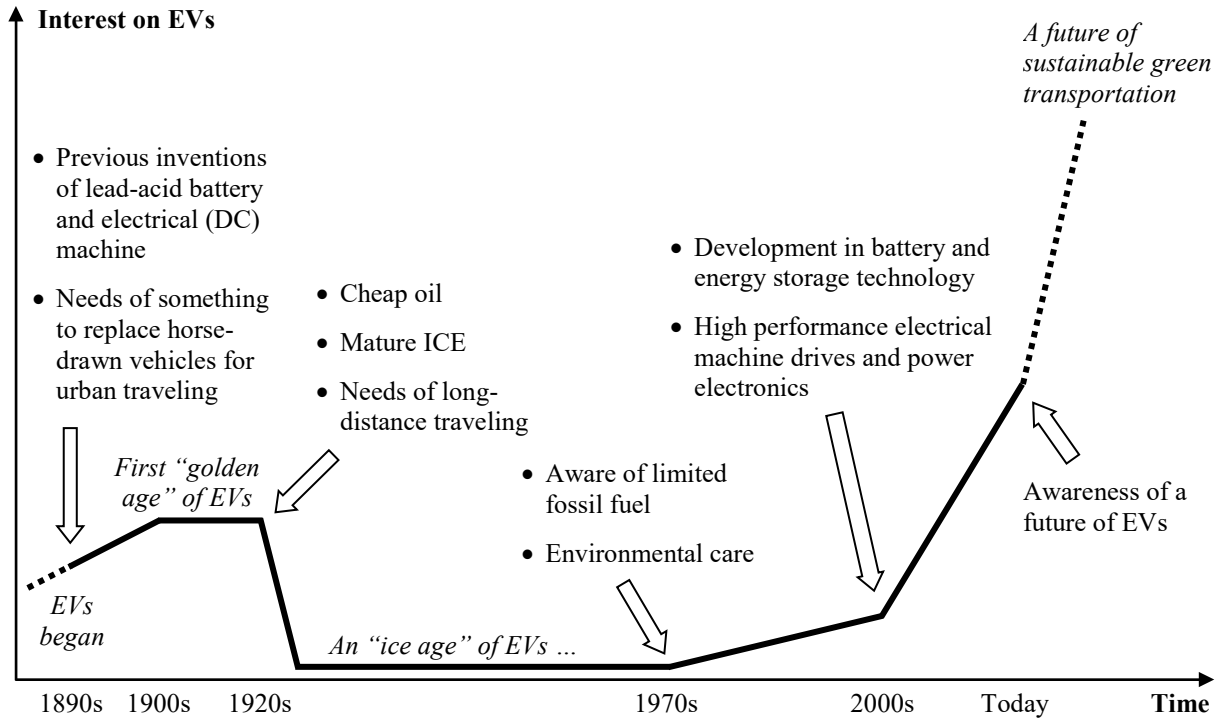 Interest on EVs
A future of
sustainable green
transportation
• Previous inventions
of lead-acid battery
and electrical (DC)
machine
• Needs of something
to replace horse-
drawn vehicles for
urban traveling
• Cheap oil
• Mature ICE
• Needs of long-
distance traveling
• Development in battery and
energy storage technology
• High performance electrical
machine drives and power
electronics
First “golden
age” of EVs
• Aware of limited
fossil fuel
• Environmental care
Awareness of a
future of EVs
EVs
began
An “ice age” of EVs ...
1890s 1900s 1920s 1970s 2000s Today Time